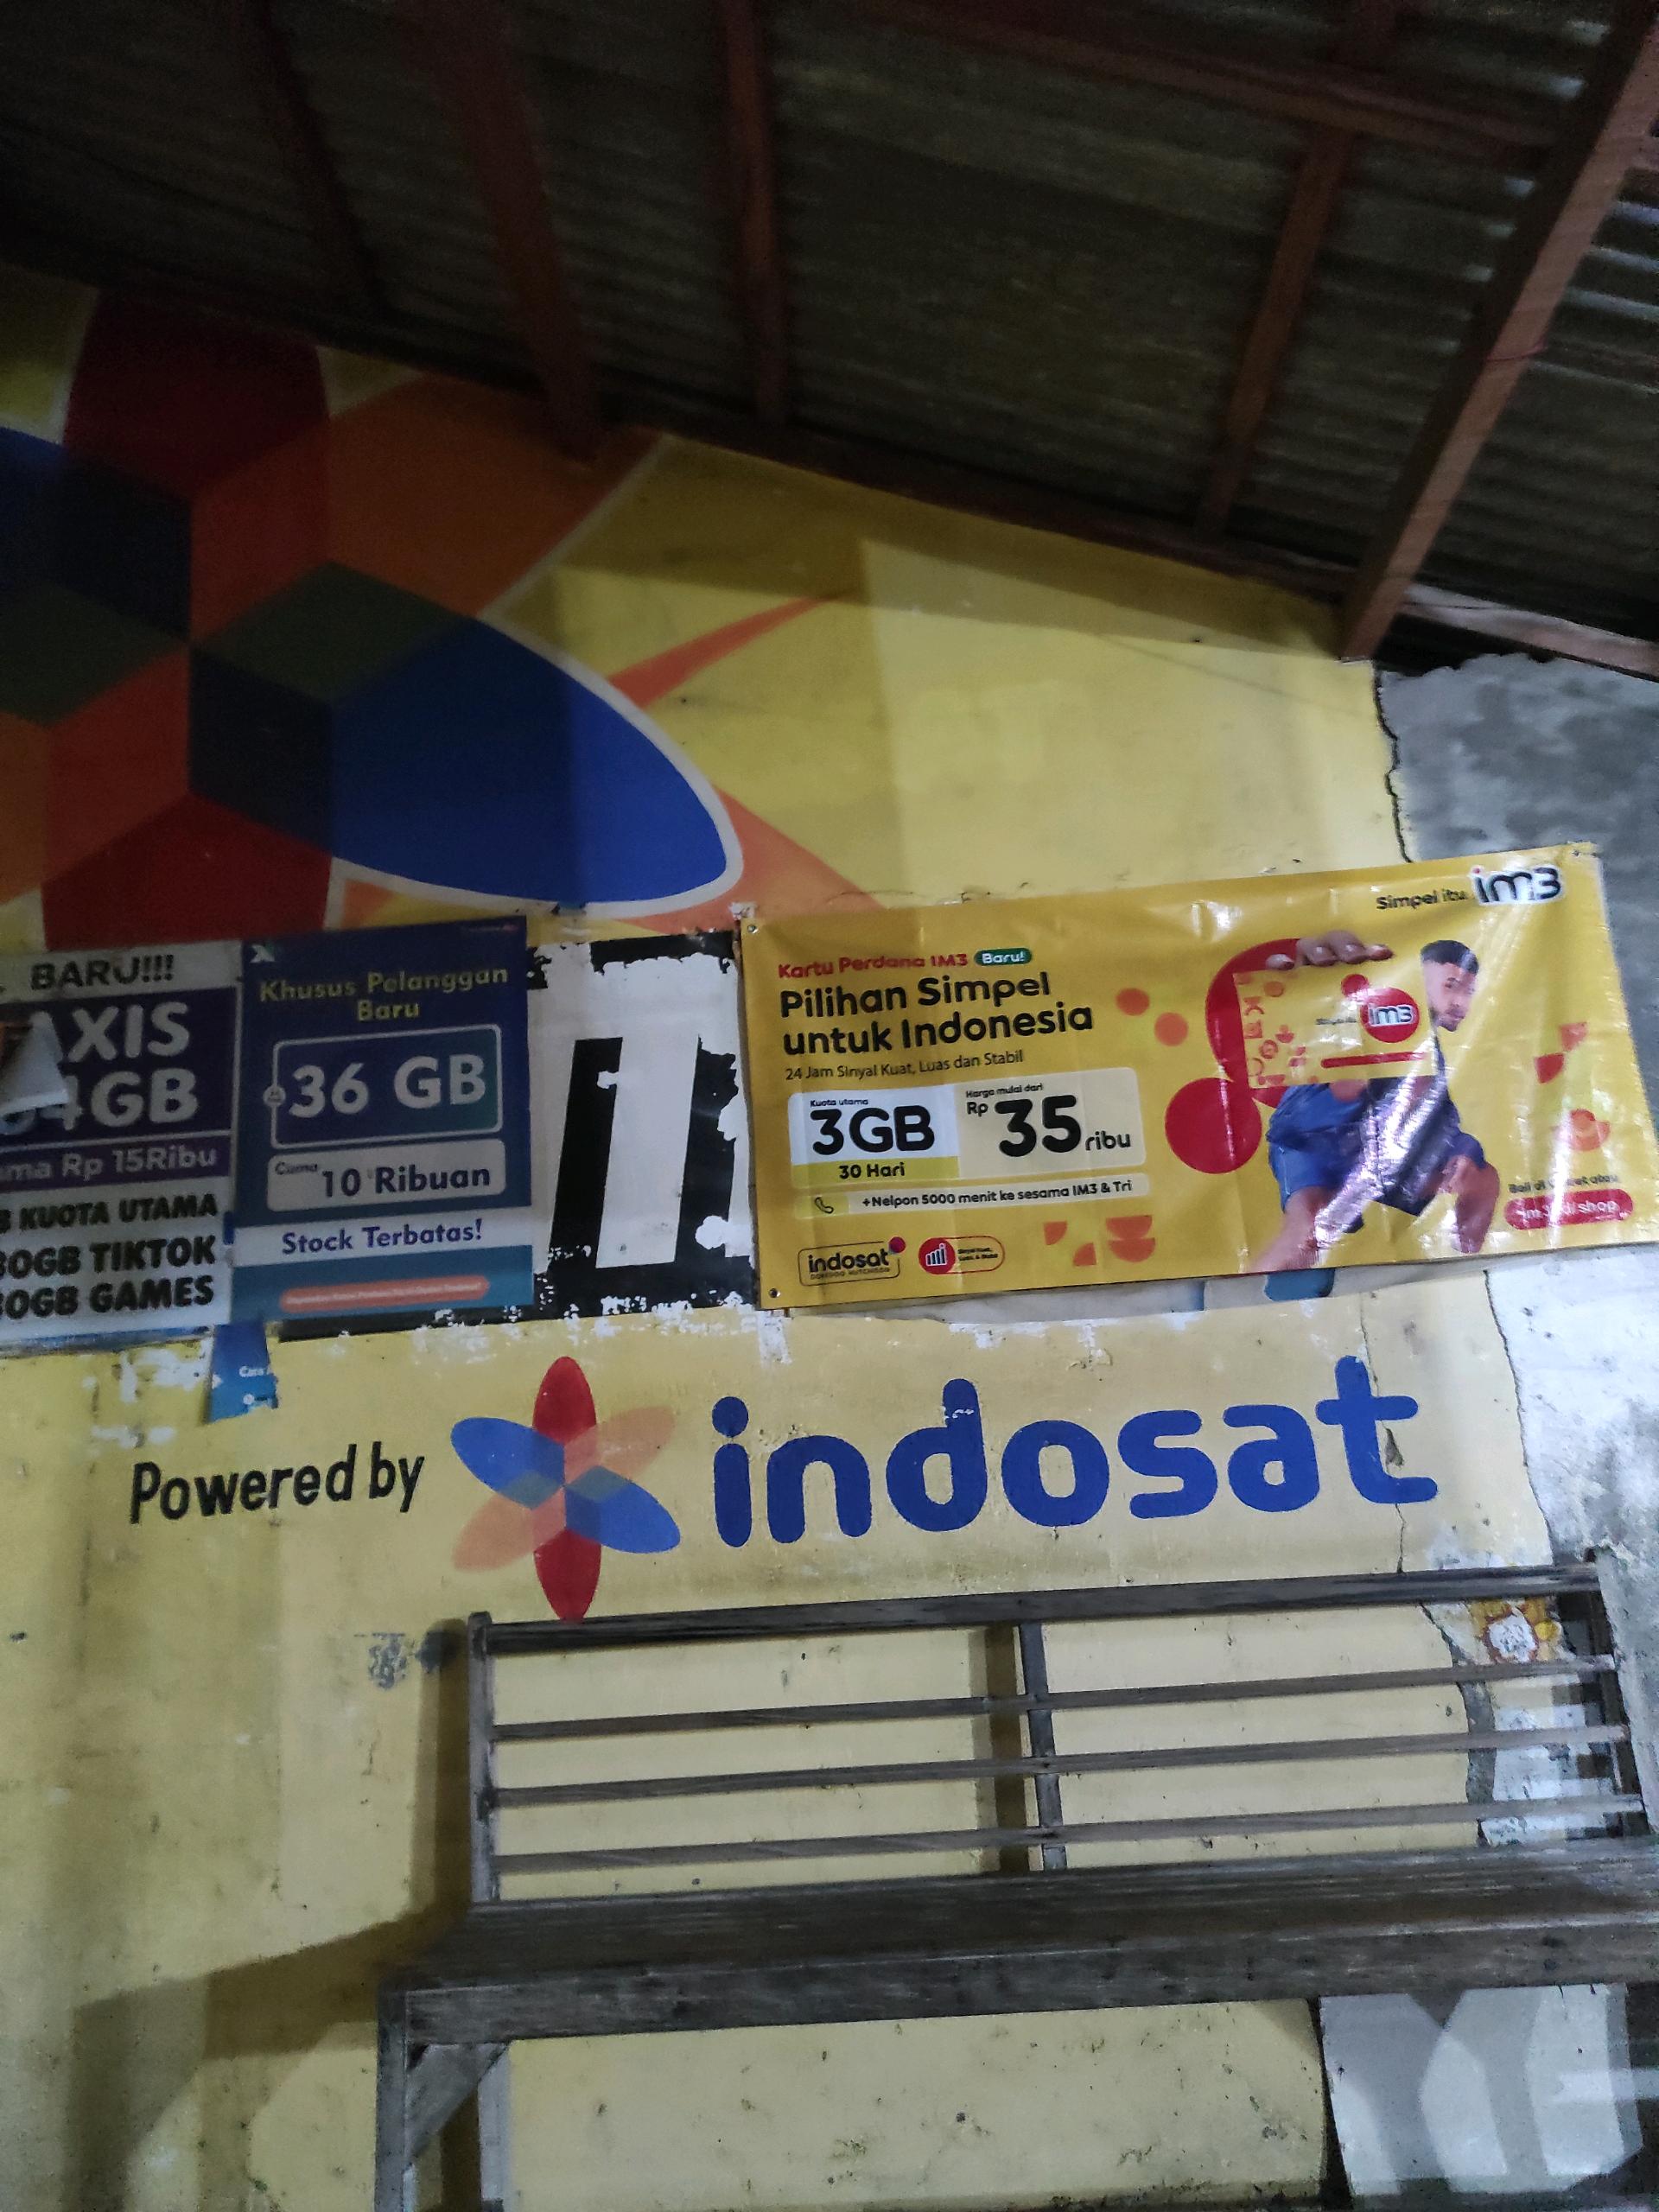 BARU!!!
AXIS
4GB
Rp 15Ribu
KUOTA UTAMA
TIKTOK
GAMES
Khusus Pelanggan
Baru
36 GB
Cuma
10 Ribuan
Stock Terbatas!
Simpel itu im3
Kartu Perdana IM3 Baru!
Pilihan Simpel
untuk Indonesia
24 Jam Sinyal Kuat, Luas dan Stabil
Kuota utama
3GB
30 Hari
Harga mulai dari
Rp 35 ribu
+Nelpon 5000 menit ke sesama IM3 & Tri
indosat
OOREDOO HUTCHISON
im3
Powered by indosat